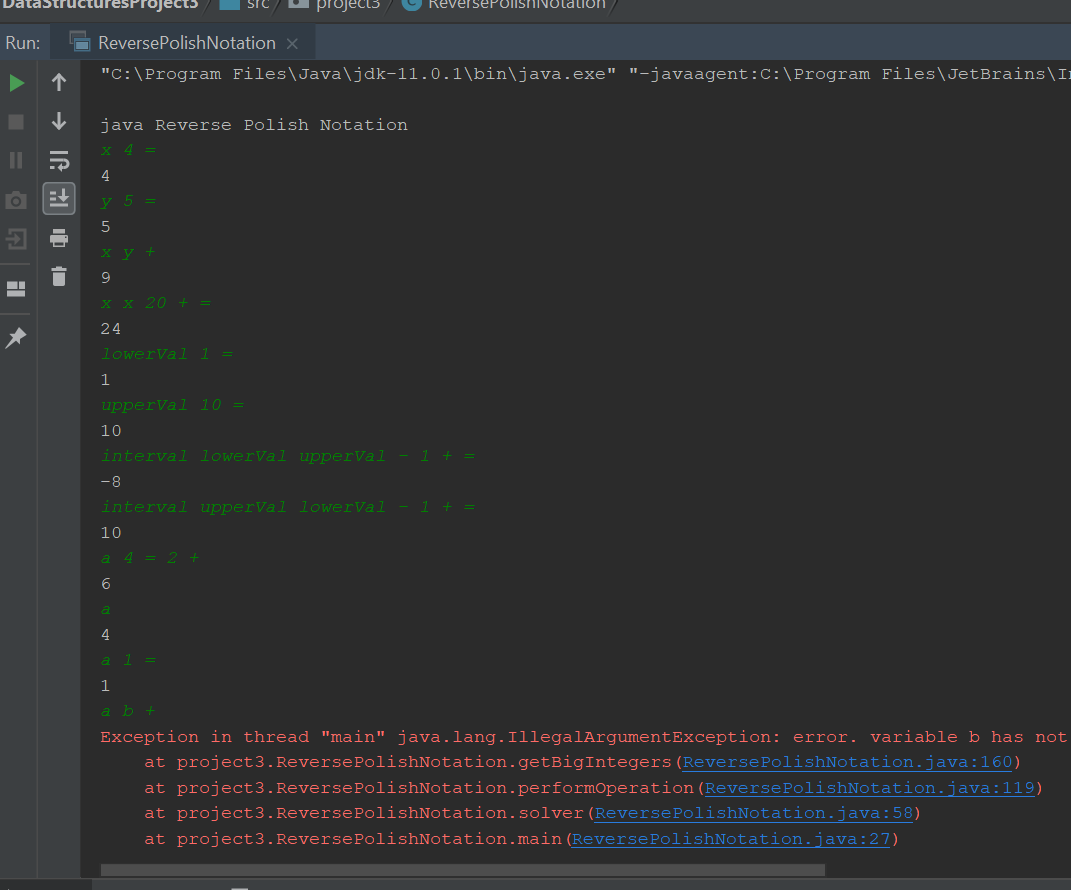 DataStructuresProject3 src project3 ReversePolishNotation
Run: ReversePolishNotation
"C:\Program Files\Java\jdk-11.0.1\bin\java.exe" "-javaagent:C:\Program Files\JetBrains\
java Reverse Polish Notation
x 4 =
4
y 5 =
5
x y +
9
x x 20 + =
24
lowerVal 1 =
1
upperVal 10 =
10
interval lowerVal upperVal - 1 + =
-8
interval upperVal lowerVal - 1 + =
10
a 4 = 2 +
6
a
4
a 1 =
1
a b +
Exception in thread "main" java.lang.IllegalArgumentException: error. variable b has not
at project3.ReversePolishNotation.getBigIntegers(ReversePolishNotation.java:160)
at project3.ReversePolishNotation.performOperation(ReversePolishNotation.java:119)
at project3.ReversePolishNotation.solver(ReversePolishNotation.java:58)
at project3.ReversePolishNotation.main(ReversePolishNotation.java:27)